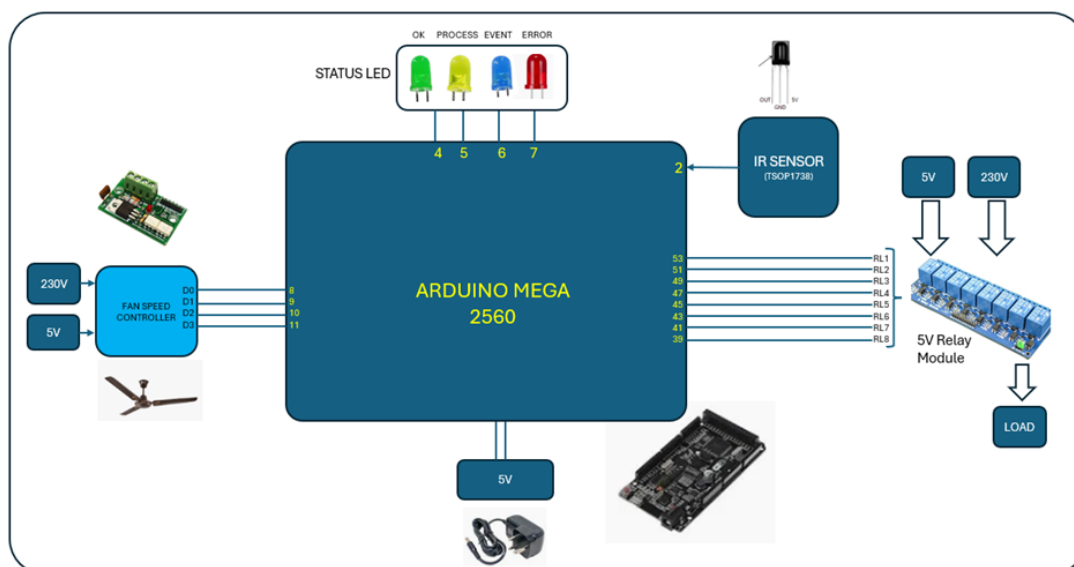 OK PROCESS EVENT ERROR
STATUS LED
4 5 6 7
OUT 5V
GND
2
IR SENSOR
(TSOP1738)
5V 230V
230V
5V
FAN SPEED
CONTROLLER
D0 8
D1 9
D2 10
D3 11
ARDUINO MEGA
2560
53 RL1
51 RL2
49 RL3
47 RL4
45 RL5
43 RL6
41 RL7
39 RL8
5V Relay
Module
LOAD
5V